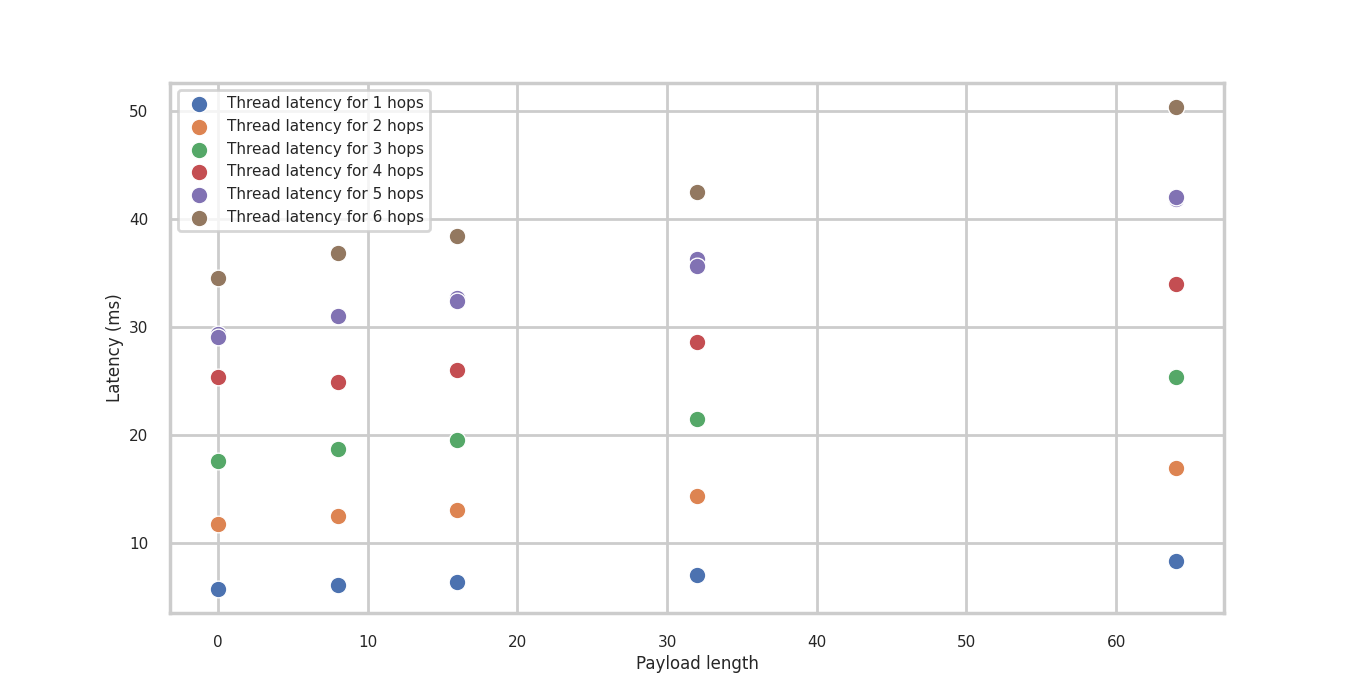 Thread latency for 1 hops
Thread latency for 2 hops
Thread latency for 3 hops
Thread latency for 4 hops
Thread latency for 5 hops
Thread latency for 6 hops
50
40
30
20
10
Latency (ms)
0 10 20 30 40 50 60
Payload length